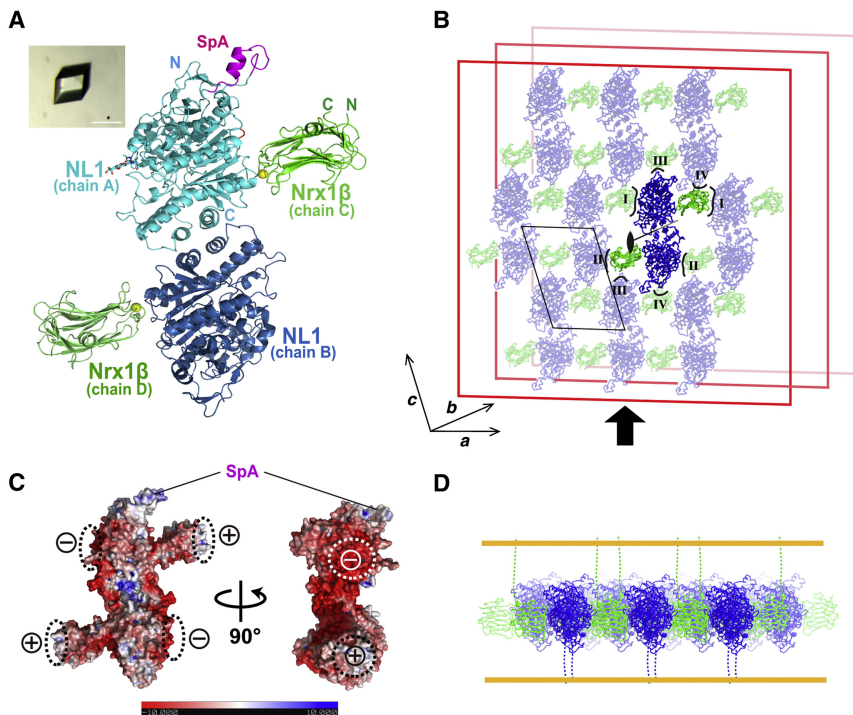 A
SpA
N
C N
NL1
(chain A)
Nrx1β
(chain C)
C
NL1
(chain B)
Nrx1β
(chain D)
B
III
IV
I
I
II
II
III
IV
c
b
a
C
SpA
−
+
−
+
−
+
90°
-10.000
10.000
D